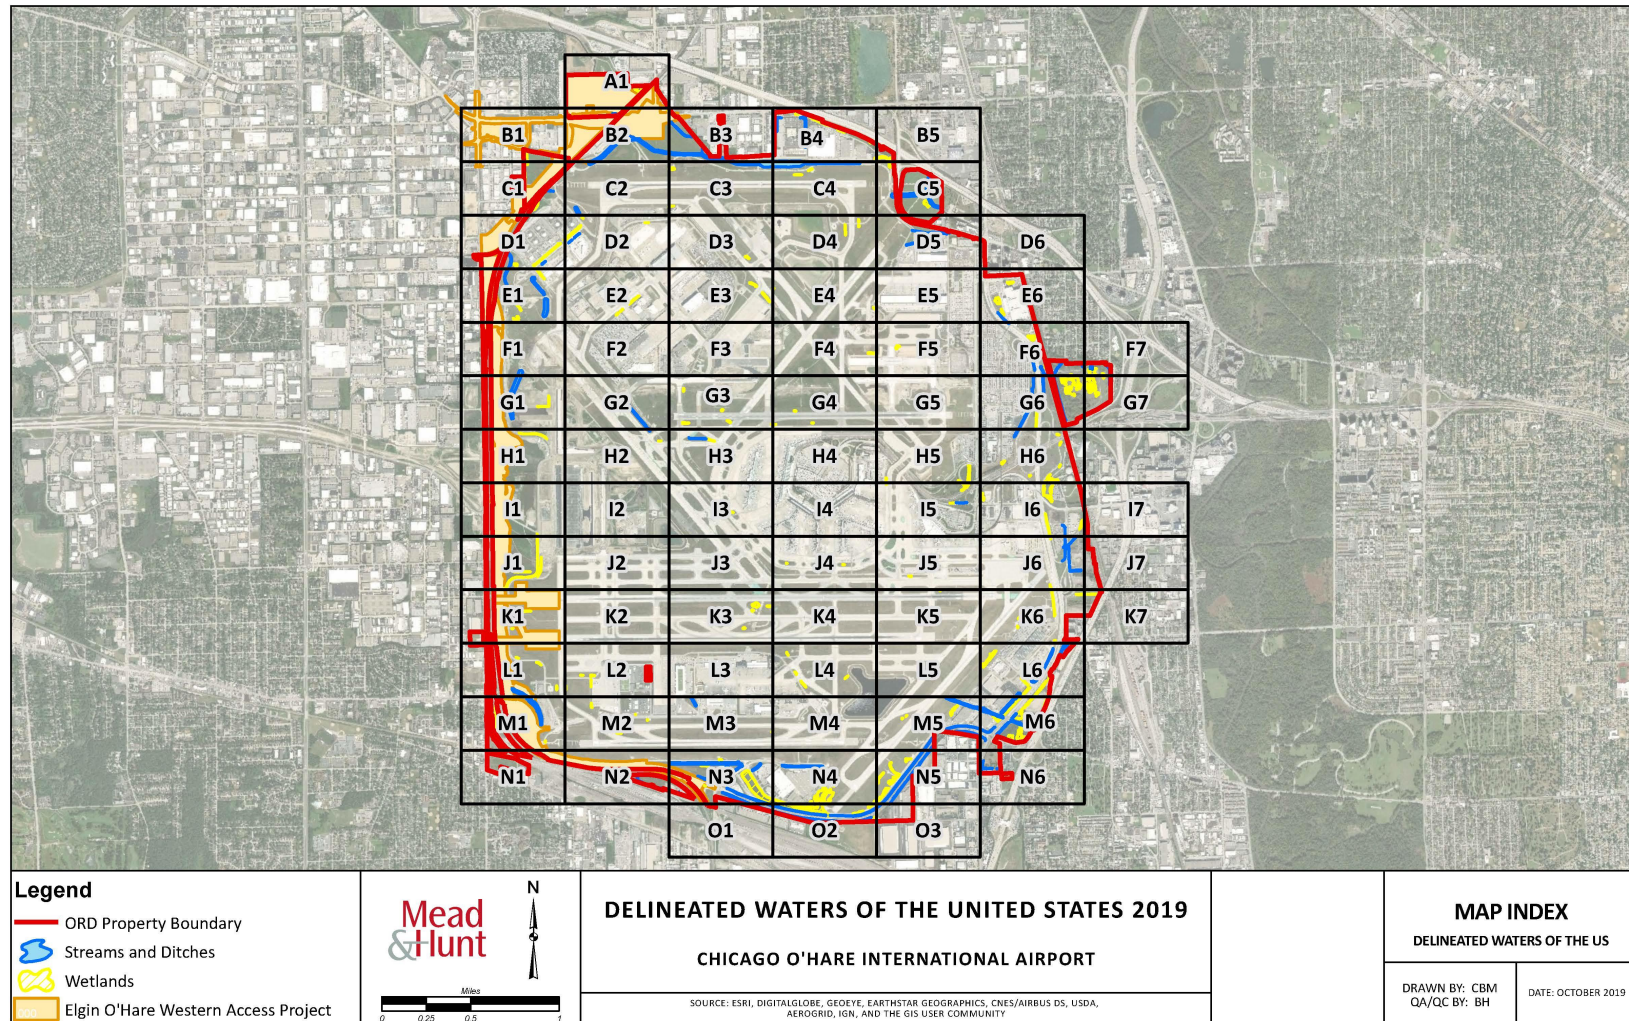 A1
B1 B2 B3 B4 B5
C1 C2 C3 C4 C5
D1 D2 D3 D4 D5 D6
E1 E2 E3 E4 E5 E6
F1 F2 F3 F4 F5 F6 F7
G1 G2 G3 G4 G5 G6 G7
H1 H2 H3 H4 H5 H6
I1 I2 I3 I4 I5 I6 I7
J1 J2 J3 J4 J5 J6 J7
K1 K2 K3 K4 K5 K6 K7
L1 L2 L3 L4 L5 L6
M1 M2 M3 M4 M5 M6
N1 N2 N3 N4 N5 N6
O1 O2 O3
Legend
ORD Property Boundary
Streams and Ditches
Wetlands
Elgin O'Hare Western Access Project
Mead
&Hunt
N
Miles
0 0.25 0.5 1
DELINEATED WATERS OF THE UNITED STATES 2019
CHICAGO O'HARE INTERNATIONAL AIRPORT
SOURCE: ESRI, DIGITALGLOBE, GEOEYE, EARTHSTAR GEOGRAPHICS, CNES/AIRBUS DS, USDA,
AEROGRID, IGN, AND THE GIS USER COMMUNITY
MAP INDEX
DELINEATED WATERS OF THE US
DRAWN BY: CBM
QA/QC BY: BH
DATE: OCTOBER 2019